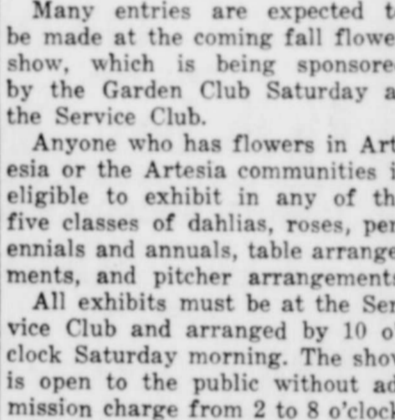 Many entries are expected t
be made at the coming fall flowe
show, which is being sponsore
by the Garden Club Saturday a
the Service Club.
Anyone who has flowers in Art
esia or the Artesia communities i
eligible to exhibit in any of th
five classes of dahlias, roses, per
ennials and annuals, table arrange
ments, and pitcher arrangements
All exhibits must be at the Ser
vice Club and arranged by 10 o'
clock Saturday morning. The show
is open to the public without ad
mission charge from 2 to 8 o'clock